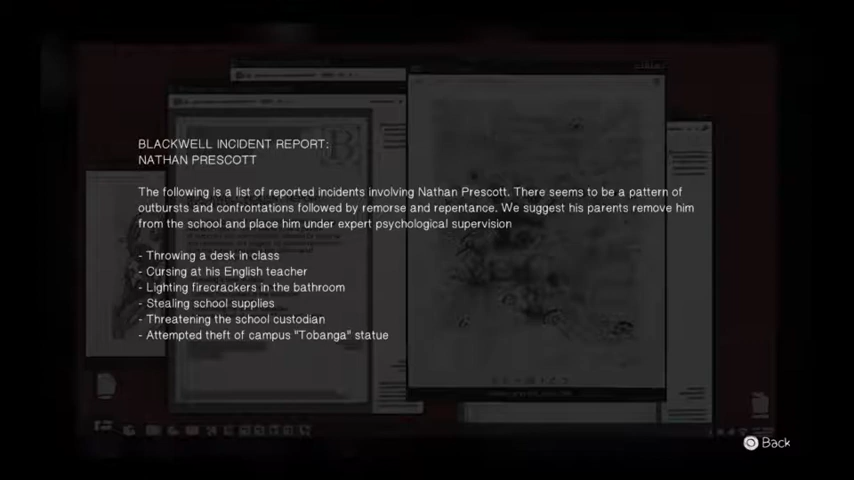 BLACKWELL INCIDENT REPORT:
NATHAN PRESCOTT
The following is a list of reported incidents involving Nathan Prescott. There seems to be a pattern of
outbursts and confrontations followed by remorse and repentance. We suggest his parents remove him
from the school and place him under expert psychological supervision
- Throwing a desk in class
- Cursing at his English teacher
- Lighting firecrackers in the bathroom
- Stealing school supplies
- Threatening the school custodian
- Attempted theft of campus "Tobanga" statue
Back